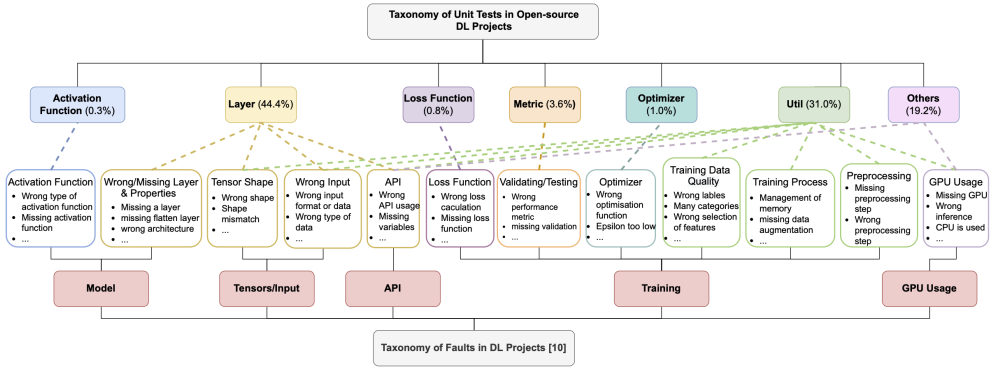 Taxonomy of Unit Tests in Open-source
DL Projects
Activation
Function (0.3%)
Layer (44.4%)
Loss Function
(0.8%)
Metric (3.6%)
Optimizer
(1.0%)
Util (31.0%)
Others
(19.2%)
Activation Function
• Wrong type of
activation function
• Missing activation
function
• ...
Wrong/Missing Layer
& Properties
• Missing a layer
• missing flatten layer
• wrong architecture
• ...
Tensor Shape
• Wrong shape
• Shape
mismatch
• ...
Wrong Input
• Wrong input
format or data
• Wrong type of
data
• ...
API
• Wrong
API usage
• Missing
variables
• ...
Loss Function
• Wrong loss
caculation
• Missing loss
function
• ...
Validating/Testing
• Wrong
performance
metric
• missing validation
• ...
Optimizer
• Wrong
optimisation
function
• Epsilon too low
• ...
Training Data
Quality
• Wrong lables
• Many categories
• Wrong selection
of features
• ...
Training Process
• Management of
memory
• missing data
augmentation
• ...
Preprocessing
• Missing
preprocessing
step
• Wrong
preprocessing
step
• ...
GPU Usage
• Missing GPU
• Wrong
inference
• CPU is used
• ...
Model
Tensors/Input
API
Training
GPU Usage
Taxonomy of Faults in DL Projects [10]